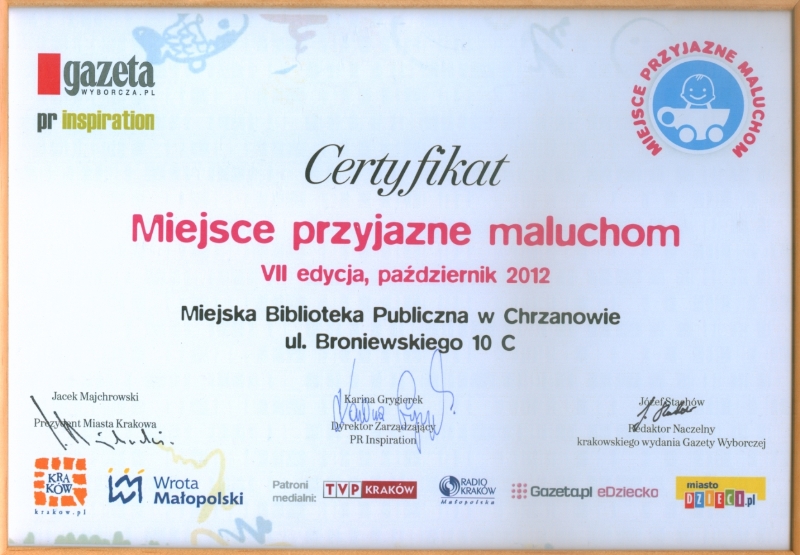 gazeta
WYBORCZA.PL
pr inspiration
MIEJSCE PRZYJAZNE MALUCHOM
Certyfikat
Miejsce przyjazne maluchom
VII edycja, październik 2012
Miejska Biblioteka Publiczna w Chrzanowie
ul. Broniewskiego 10 C
Jacek Majchrowski
Prezydent Miasta Krakowa
Karina Grygierek
Dyrektor Zarządzający
PR Inspiration
Józef Stachów
Redaktor Naczelny
krakowskiego wydania Gazety Wyborczej
KRA
KÓW
krakow.pl
Wrota
Małopolski
Patroni
medialni:
TVP KRAKÓW
RADIO
KRAKÓW
Małopolska
Gazeta.pl eDziecko
miasto
DZIECI.pl